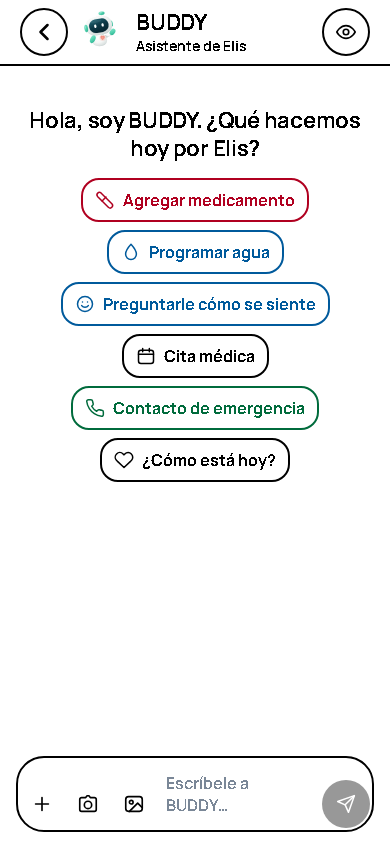 BUDDY
Asistente de Elis
Hola, soy BUDDY. ¿Qué hacemos
hoy por Elis?
Agregar medicamento
Programar agua
Preguntarle cómo se siente
Cita médica
Contacto de emergencia
¿Cómo está hoy?
Escríbele a
BUDDY…